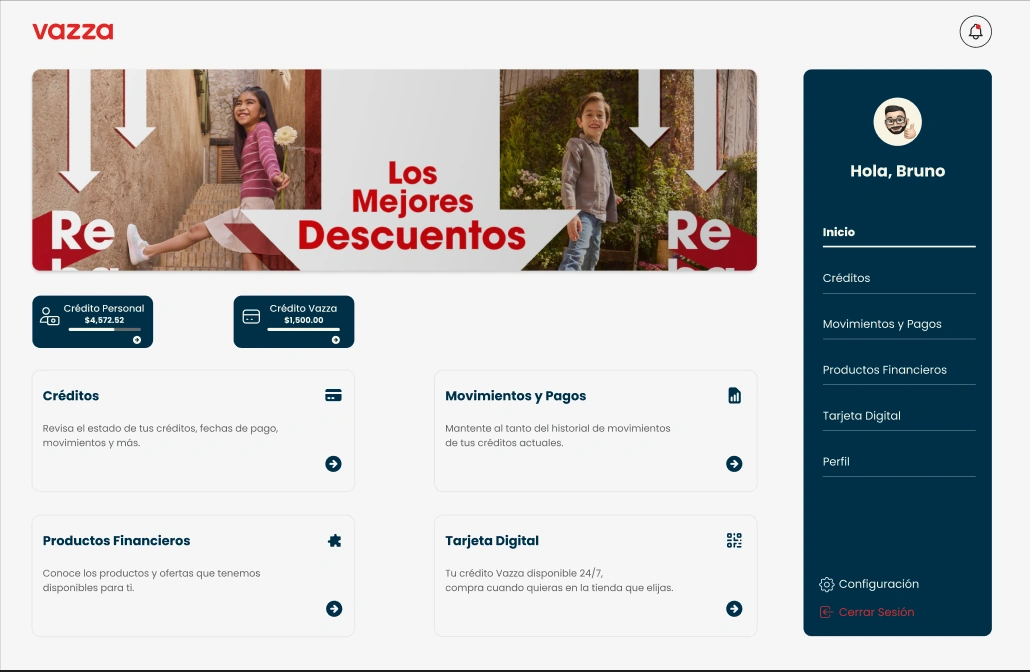 vazza
Los
Mejores
Descuentos
Re
Re
Crédito Personal
$4,572.52
Crédito Vazza
$1,500.00
Créditos
Revisa el estado de tus créditos, fechas de pago,
movimientos y más.
Movimientos y Pagos
Mantente al tanto del historial de movimientos
de tus créditos actuales.
Productos Financieros
Conoce los productos y ofertas que tenemos
disponibles para ti.
Tarjeta Digital
Tu crédito Vazza disponible 24/7,
compra cuando quieras en la tienda que elijas.
Hola, Bruno
Inicio
Créditos
Movimientos y Pagos
Productos Financieros
Tarjeta Digital
Perfil
Configuración
Cerrar Sesión